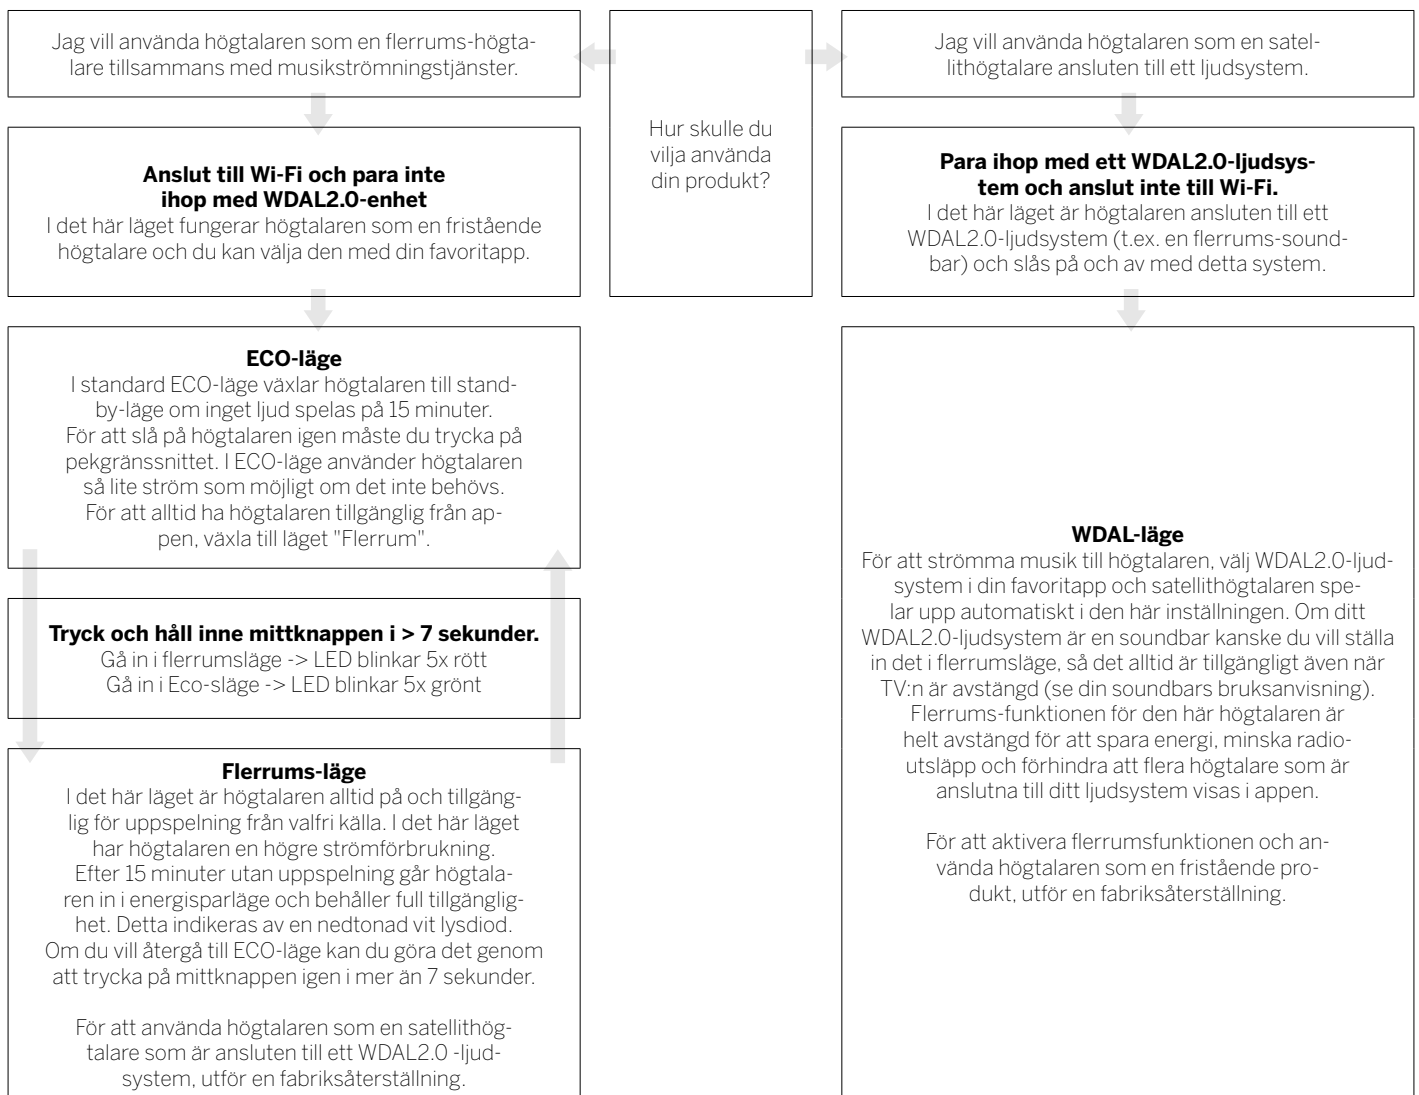 Hur skulle du
vilja använda
din produkt?
Jag vill använda högtalaren som en flerrums-högta-
lare tillsammans med musikströmningstjänster.
Anslut till Wi-Fi och para inte
ihop med WDAL2.0-enhet
I det här läget fungerar högtalaren som en fristående
högtalare och du kan välja den med din favoritapp.
ECO-läge
I standard ECO-läge växlar högtalaren till stand-
by-läge om inget ljud spelas på 15 minuter.
För att slå på högtalaren igen måste du trycka på
pekgränssnittet. I ECO-läge använder högtalaren
så lite ström som möjligt om det inte behövs.
För att alltid ha högtalaren tillgänglig från ap-
pen, växla till läget "Flerrum".
Tryck och håll inne mittknappen i > 7 sekunder.
Gå in i flerrumsläge -> LED blinkar 5x rött
Gå in i Eco-släge -> LED blinkar 5x grönt
Flerrums-läge
I det här läget är högtalaren alltid på och tillgäng-
lig för uppspelning från valfri källa. I det här läget
har högtalaren en högre strömförbrukning.
Efter 15 minuter utan uppspelning går högtala-
ren in i energisparläge och behåller full tillgänglig-
het. Detta indikeras av en nedtonad vit lysdiod.
Om du vill återgå till ECO-läge kan du göra det genom
att trycka på mittknappen igen i mer än 7 sekunder.
För att använda högtalaren som en satellithög-
talare som är ansluten till ett WDAL2.0 -ljud-
system, utför en fabriksåterställning.
Jag vill använda högtalaren som en satel-
lithögtalare ansluten till ett ljudsystem.
Para ihop med ett WDAL2.0-ljudsys-
tem och anslut inte till Wi-Fi.
I det här läget är högtalaren ansluten till ett
WDAL2.0-ljudsystem (t.ex. en flerrums-sound-
bar) och slås på och av med detta system.
WDAL-läge
För att strömma musik till högtalaren, välj WDAL2.0-ljud-
system i din favoritapp och satellithögtalaren spe-
lar upp automatiskt i den här inställningen. Om ditt
WDAL2.0-ljudsystem är en soundbar kanske du vill ställa
in det i flerrumsläge, så det alltid är tillgängligt även när
TV:n är avstängd (se din soundbars bruksanvisning).
Flerrums-funktionen för den här högtalaren är
helt avstängd för att spara energi, minska radio-
utsläpp och förhindra att flera högtalare som är
anslutna till ditt ljudsystem visas i appen.
För att aktivera flerrumsfunktionen och an-
vända högtalaren som en fristående pro-
dukt, utför en fabriksåterställning.